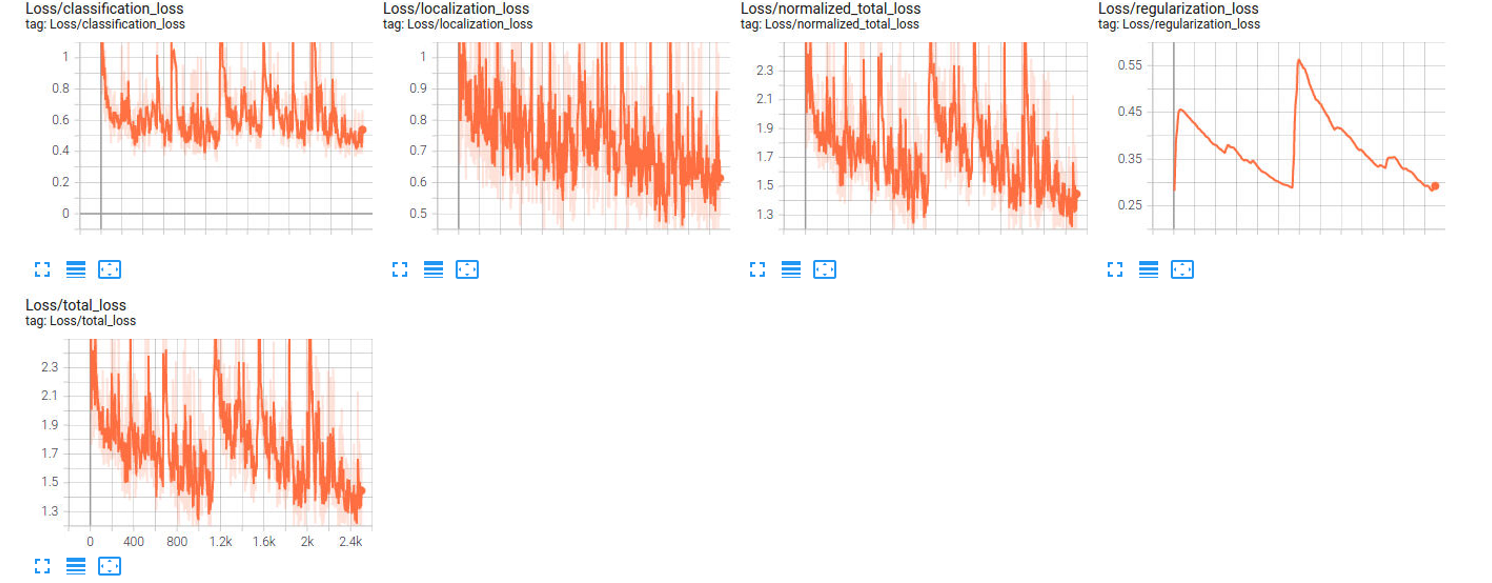 Loss/classification_loss
tag: Loss/classification_loss
1
0.8
0.6
0.4
0.2
0
Loss/localization_loss
tag: Loss/localization_loss
1
0.9
0.8
0.7
0.6
0.5
Loss/normalized_total_loss
tag: Loss/normalized_total_loss
2.3
2.1
1.9
1.7
1.5
1.3
Loss/regularization_loss
tag: Loss/regularization_loss
0.55
0.45
0.35
0.25
Loss/total_loss
tag: Loss/total_loss
2.3
2.1
1.9
1.7
1.5
1.3
0 400 800 1.2k 1.6k 2k 2.4k